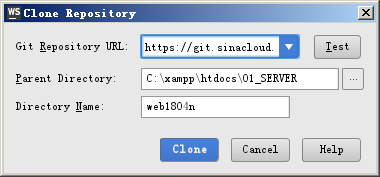 WS Clone Repository
Git Repository URL: https://git.sinacloud. Test
Parent Directory: C:\xampp\htdocs\01_SERVER ...
Directory Name: web1804n
Clone Cancel Help